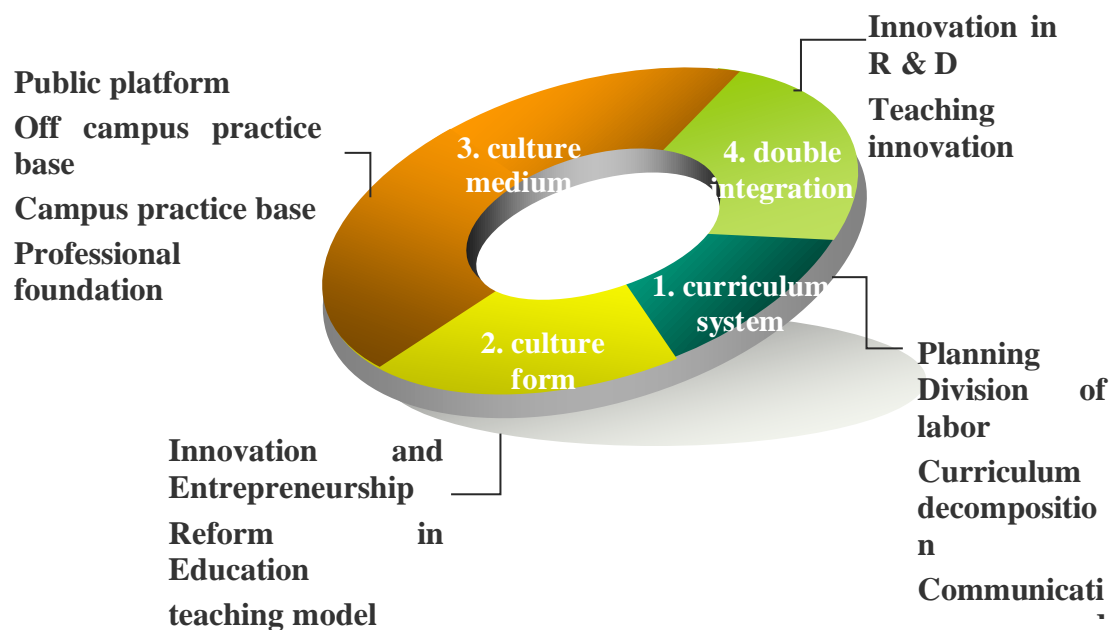 Public platform
Off campus practice
base
Campus practice base
Professional
foundation
3. culture
medium
Innovation in
R & D
Teaching
innovation
4. double
integration
1. curriculum
system
Planning
Division of
labor
Curriculum
decompositio
n
Communicati
2. culture
form
Innovation and
Entrepreneurship
Reform in
Education
teaching model